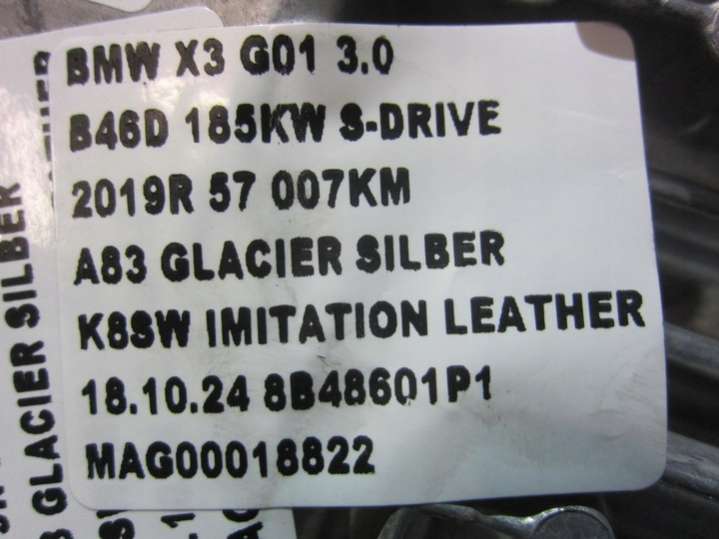 BMW X3 G01 3.0
B46D 185KW S-DRIVE
2019R 57 007KM
A83 GLACIER SILBER
K8SW IMITATION LEATHER
18.10.24 8B48601P1
MAG00018822
GLACIER SILBER